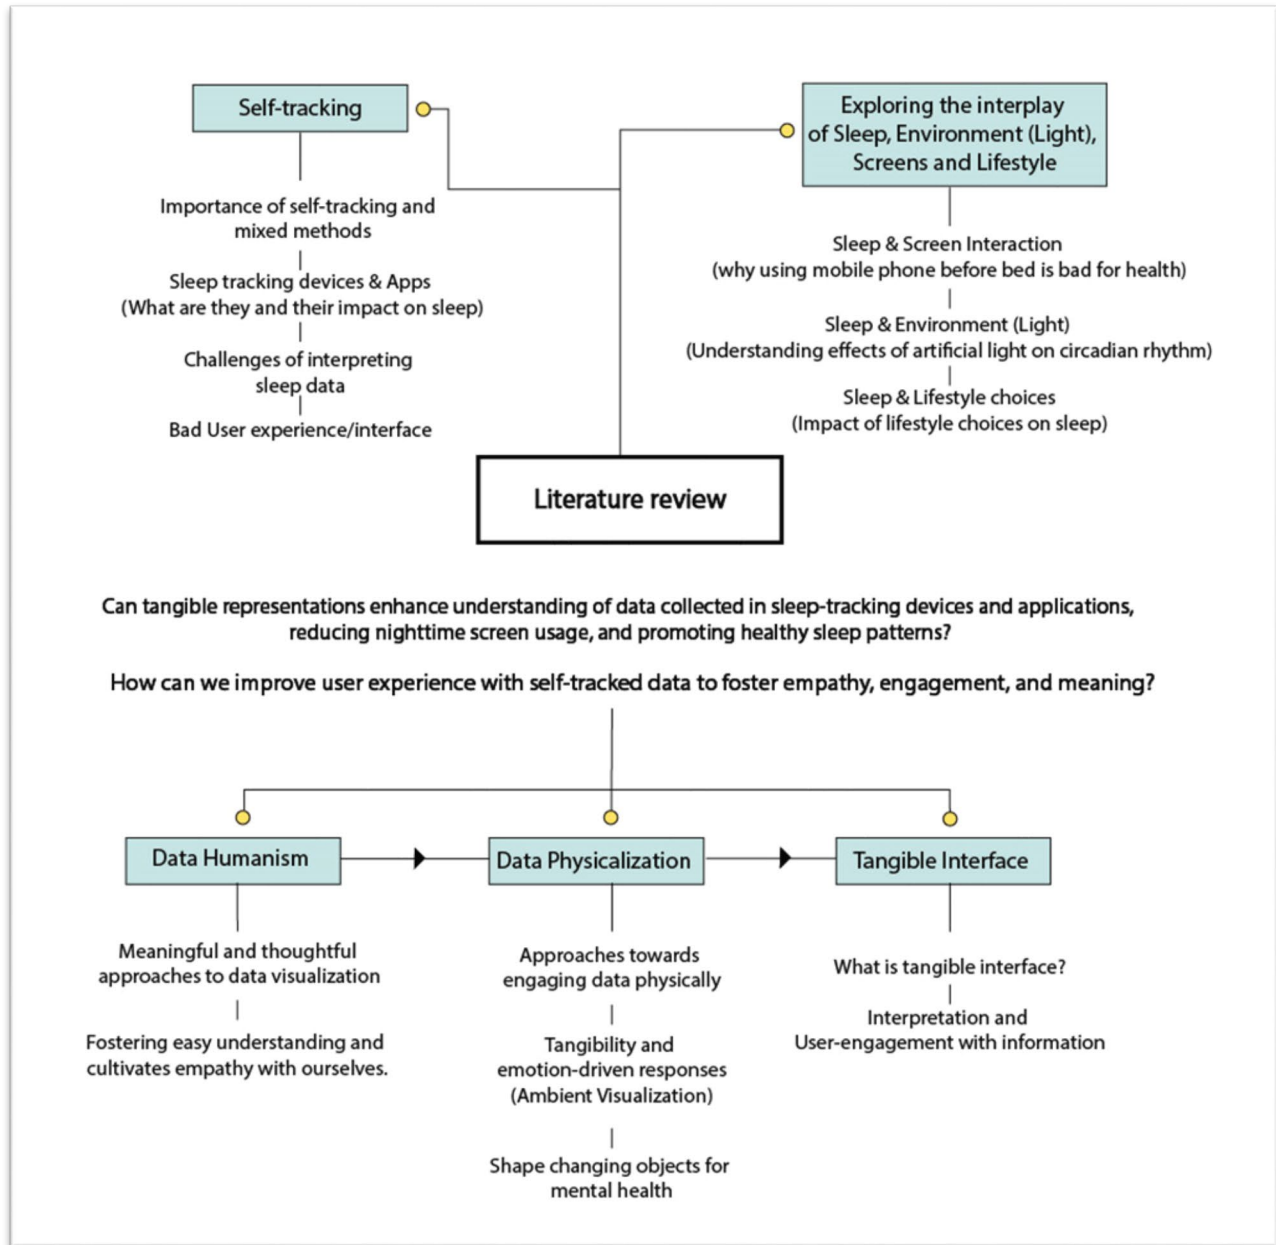 Self-tracking
Importance of self-tracking and
mixed methods
Sleep tracking devices & Apps
(What are they and their impact on sleep)
Challenges of interpreting
sleep data
Bad User experience/interface
Exploring the interplay
of Sleep, Environment (Light),
Screens and Lifestyle
Sleep & Screen Interaction
(why using mobile phone before bed is bad for health)
Sleep & Environment (Light)
(Understanding effects of artificial light on circadian rhythm)
Sleep & Lifestyle choices
(Impact of lifestyle choices on sleep)
Literature review
Can tangible representations enhance understanding of data collected in sleep-tracking devices and applications,
reducing nighttime screen usage, and promoting healthy sleep patterns?
How can we improve user experience with self-tracked data to foster empathy, engagement, and meaning?
Data Humanism
Meaningful and thoughtful
approaches to data visualization
Fostering easy understanding and
cultivates empathy with ourselves.
Data Physicalization
Approaches towards
engaging data physically
Tangibility and
emotion-driven responses
(Ambient Visualization)
Shape changing objects for
mental health
Tangible Interface
What is tangible interface?
Interpretation and
User-engagement with information